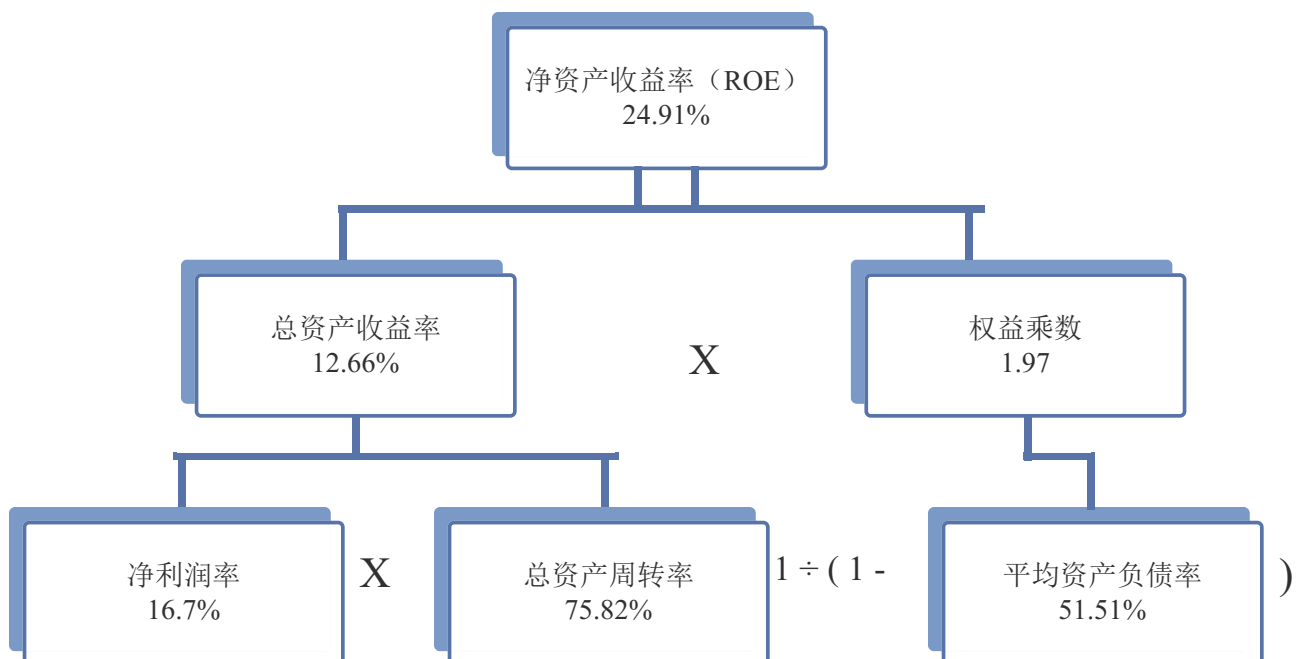 净资产收益率（ROE）
24.91%
总资产收益率
12.66%
X
权益乘数
1.97
净利润率
16.7%
X
总资产周转率
75.82%
1 ÷ ( 1 -
平均资产负债率
51.51%
)